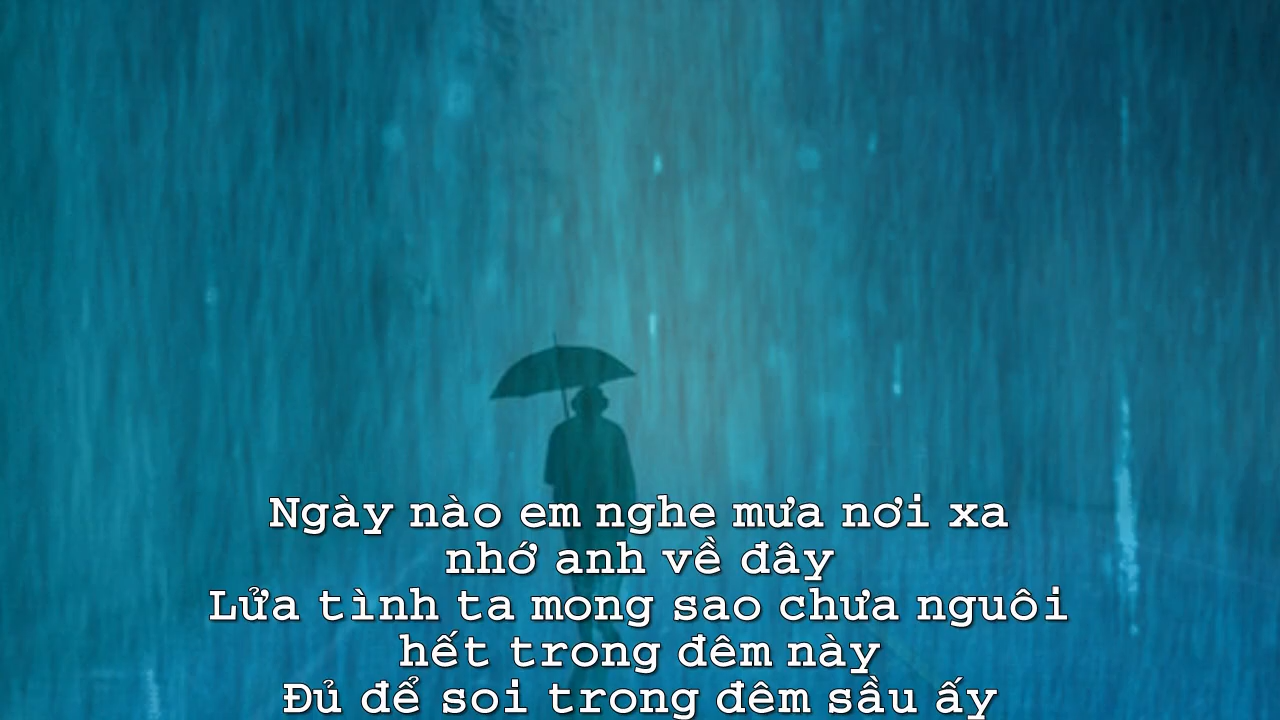 Ngày nào em nghe mưa nơi xa
nhớ anh về đây
Lửa tình ta mong sao chưa nguôi
hết trong đêm này
Đủ để soi trong đêm sầu ấy